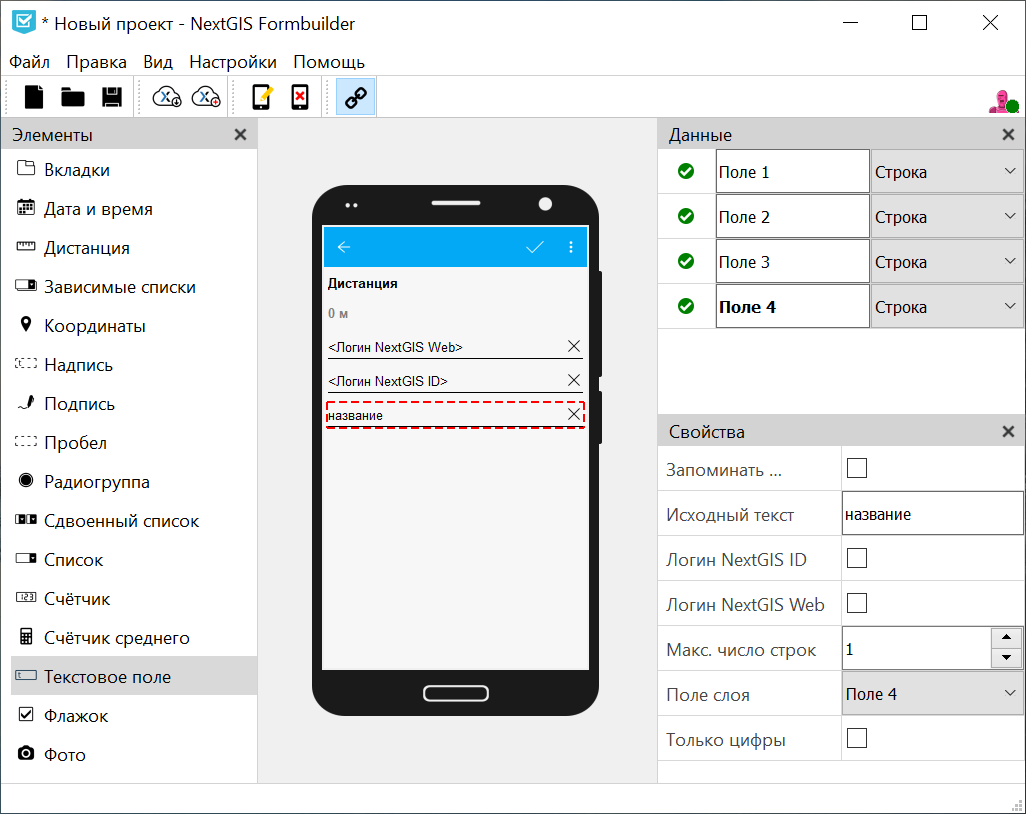 * Новый проект - NextGIS Formbuilder
Файл Правка Вид Настройки Помощь
Элементы
Вкладки
Дата и время
Дистанция
Зависимые списки
Координаты
Надпись
Подпись
Пробел
Радиогруппа
Сдвоенный список
Список
Счётчик
Счётчик среднего
Текстовое поле
Флажок
Фото
Дистанция
0 м
<Логин NextGIS Web>
<Логин NextGIS ID>
название
Данные
Поле 1 Строка
Поле 2 Строка
Поле 3 Строка
Поле 4 Строка
Свойства
Запоминать ...
Исходный текст название
Логин NextGIS ID
Логин NextGIS Web
Макс. число строк 1
Поле слоя Поле 4
Только цифры